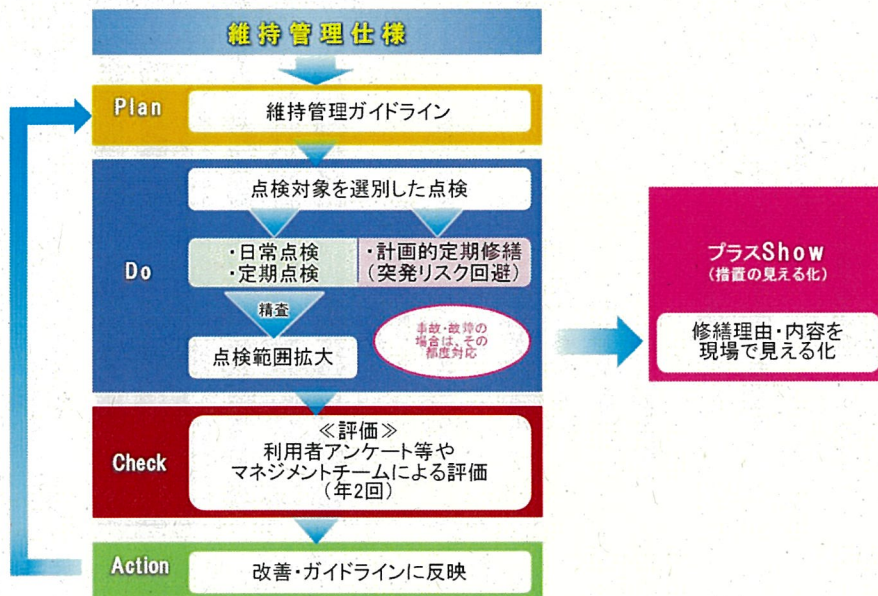 維持管理仕様
Plan
維持管理ガイドライン
Do
点検対象を選別した点検
・日常点検
・定期点検
・計画的定期修繕
(突発リスク回避)
精査
点検範囲拡大
事故・故障の
場合は、その
都度対応
プラスShow
(措置の見える化)
修繕理由・内容を
現場で見える化
Check
≪評価≫
利用者アンケート等や
マネジメントチームによる評価
(年2回)
Action
改善・ガイドラインに反映